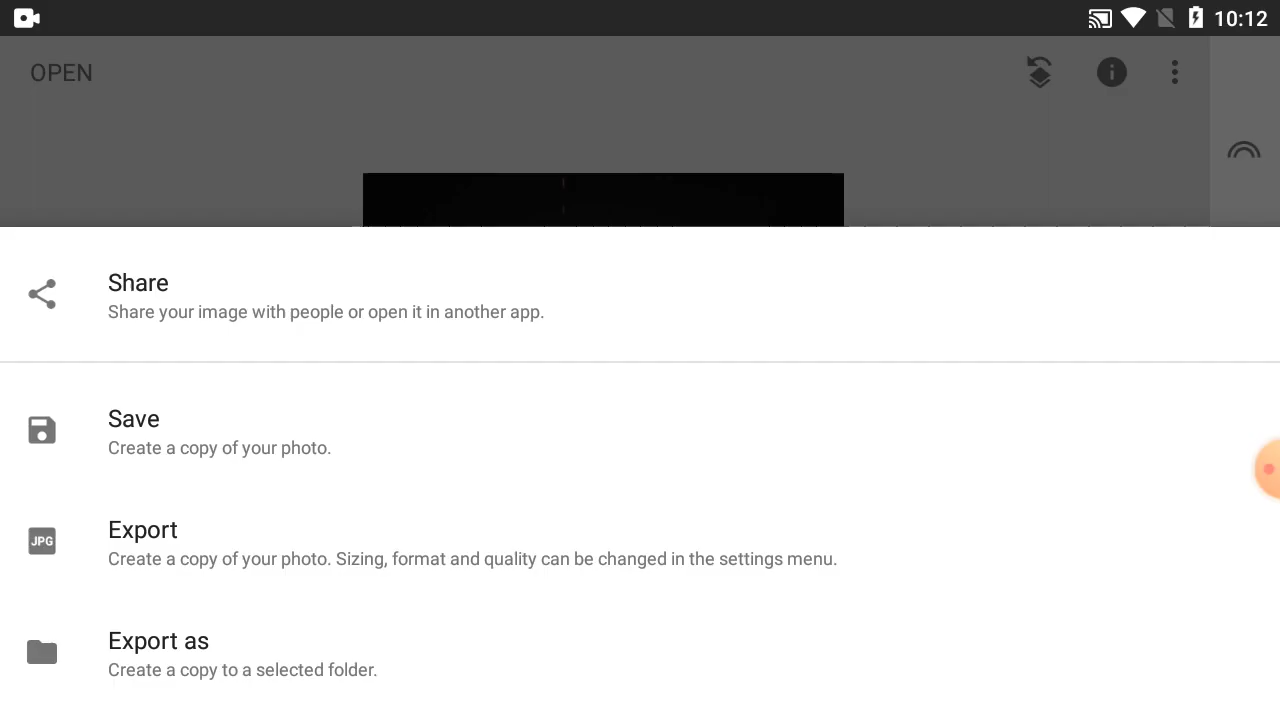 10:12
OPEN
Share
Share your image with people or open it in another app.
Save
Create a copy of your photo.
JPG
Export
Create a copy of your photo. Sizing, format and quality can be changed in the settings menu.
Export as
Create a copy to a selected folder.